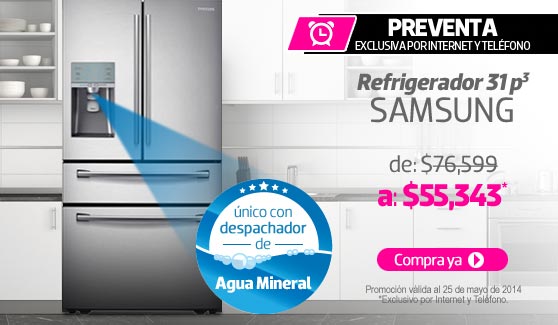 PREVENTA
EXCLUSIVA POR INTERNET Y TELÉFONO
Refrigerador 31 p³
SAMSUNG
de: $76,599
a: $55,343*
único con
despachador
de
Agua Mineral
Compra ya
Promoción válida al 25 de mayo de 2014
*Exclusivo por Internet y Teléfono.